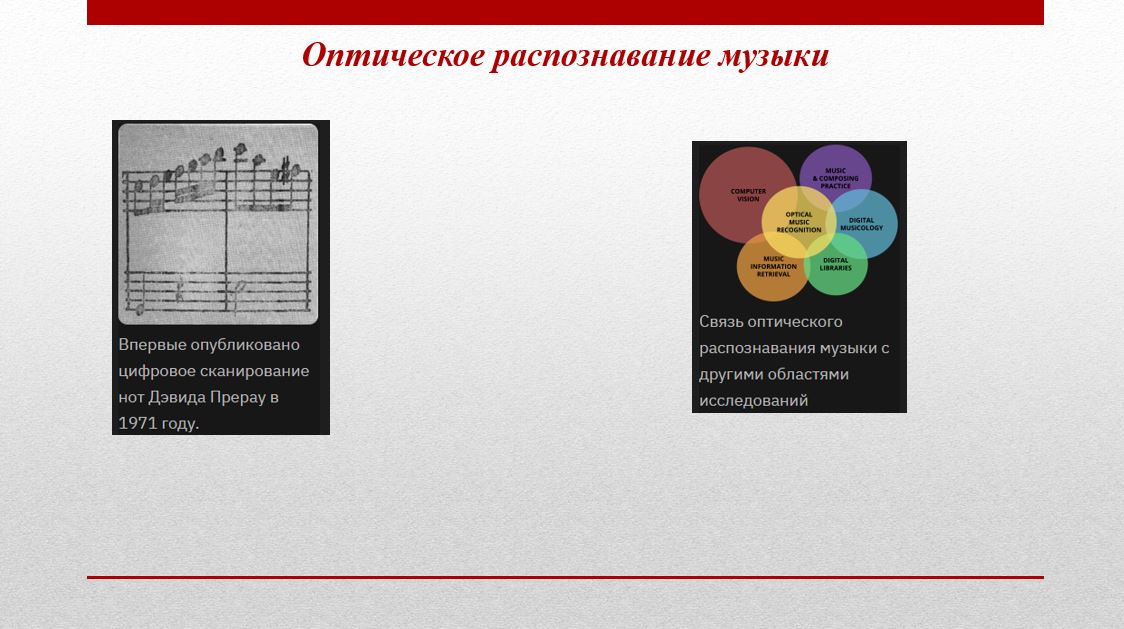 Оптическое распознавание музыки
Впервые опубликовано
цифровое сканирование
нот Дэвида Прерау в
1971 году.
COMPUTER
VISION
MUSIC
& COMPOSING
PRACTICE
OPTICAL
MUSIC
RECOGNITION
DIGITAL
MUSICOLOGY
MUSIC
INFORMATION
RETRIEVAL
DIGITAL
LIBRARIES
Связь оптического
распознавания музыки с
другими областями
исследований